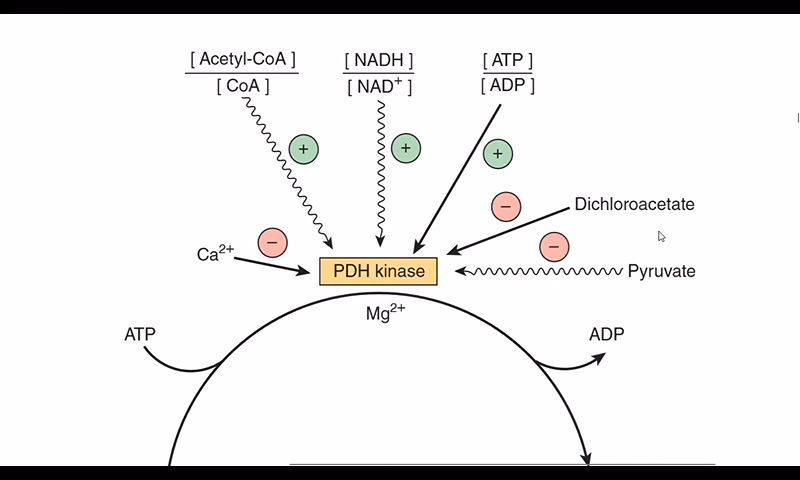 [ Acetyl-CoA ]
[ CoA ]
[ NADH ]
[ NAD⁺ ]
[ ATP ]
[ ADP ]
+
+
+
−
Dichloroacetate
−
Ca²⁺
−
PDH kinase
Pyruvate
Mg²⁺
ATP
ADP